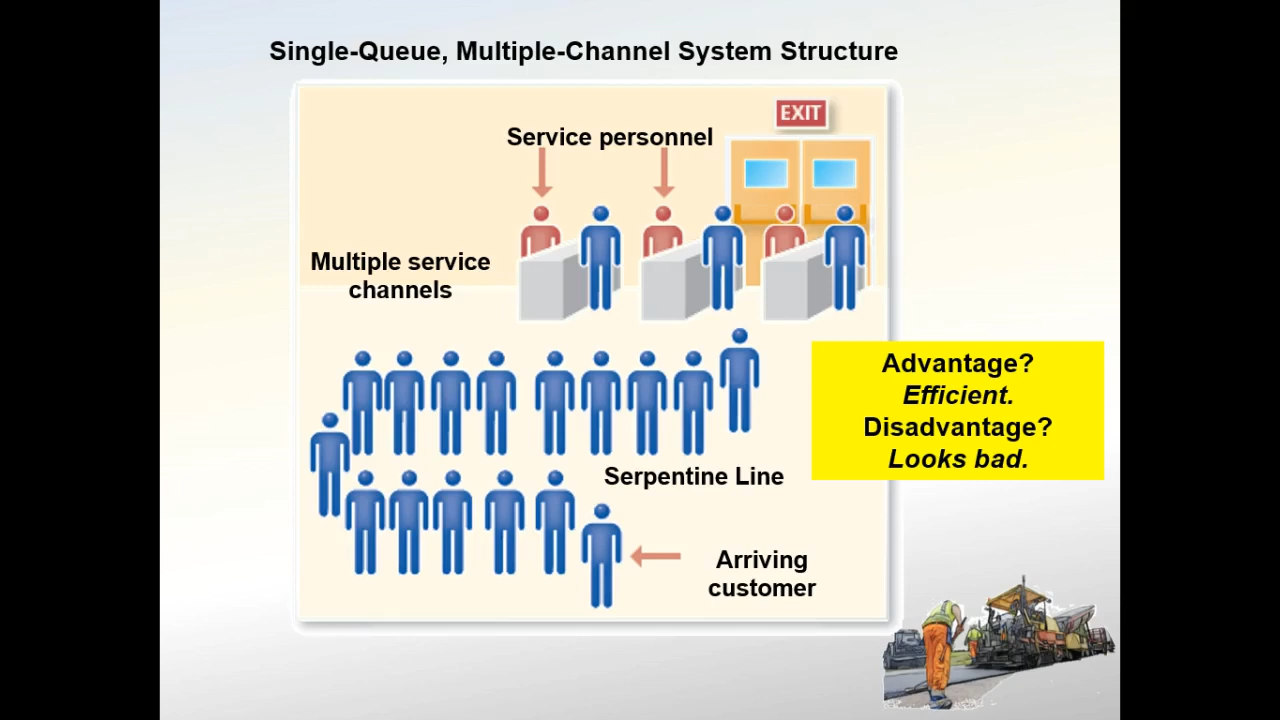 Single-Queue, Multiple-Channel System Structure
EXIT
Service personnel
Multiple service
channels
Advantage?
Efficient.
Disadvantage?
Looks bad.
Serpentine Line
Arriving
customer